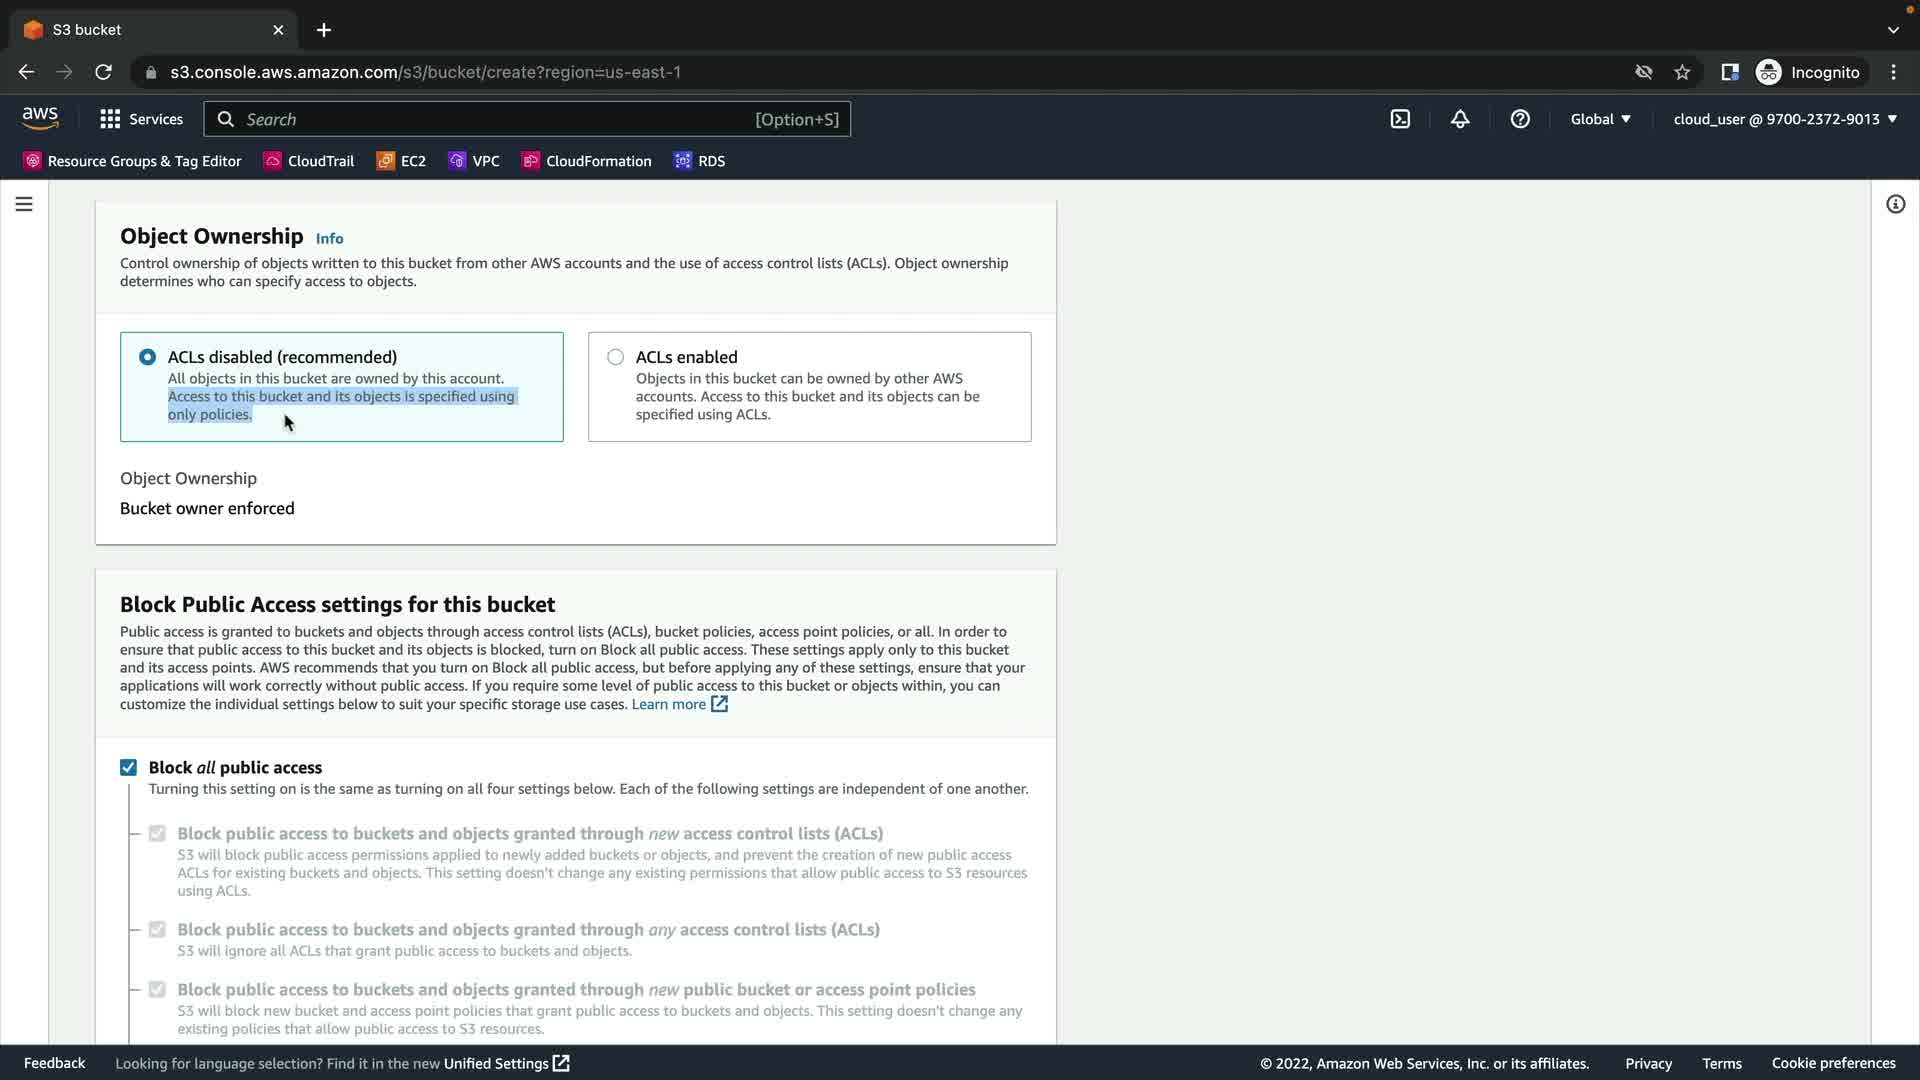 S3 bucket
s3.console.aws.amazon.com/s3/bucket/create?region=us-east-1
Incognito
aws
Services
Search
[Option+S]
Global
cloud_user @ 9700-2372-9013
Resource Groups & Tag Editor
CloudTrail
EC2
VPC
CloudFormation
RDS
Object Ownership Info
Control ownership of objects written to this bucket from other AWS accounts and the use of access control lists (ACLs). Object ownership
determines who can specify access to objects.
ACLs disabled (recommended)
All objects in this bucket are owned by this account.
Access to this bucket and its objects is specified using
only policies.
ACLs enabled
Objects in this bucket can be owned by other AWS
accounts. Access to this bucket and its objects can be
specified using ACLs.
Object Ownership
Bucket owner enforced
Block Public Access settings for this bucket
Public access is granted to buckets and objects through access control lists (ACLs), bucket policies, access point policies, or all. In order to
ensure that public access to this bucket and its objects is blocked, turn on Block all public access. These settings apply only to this bucket
and its access points. AWS recommends that you turn on Block all public access, but before applying any of these settings, ensure that your
applications will work correctly without public access. If you require some level of public access to this bucket or objects within, you can
customize the individual settings below to suit your specific storage use cases. Learn more
Block all public access
Turning this setting on is the same as turning on all four settings below. Each of the following settings are independent of one another.
Block public access to buckets and objects granted through new access control lists (ACLs)
S3 will block public access permissions applied to newly added buckets or objects, and prevent the creation of new public access
ACLs for existing buckets and objects. This setting doesn't change any existing permissions that allow public access to S3 resources
using ACLs.
Block public access to buckets and objects granted through any access control lists (ACLs)
S3 will ignore all ACLs that grant public access to buckets and objects.
Block public access to buckets and objects granted through new public bucket or access point policies
S3 will block new bucket and access point policies that grant public access to buckets and objects. This setting doesn't change any
existing policies that allow public access to S3 resources.
Feedback
Looking for language selection? Find it in the new Unified Settings
© 2022, Amazon Web Services, Inc. or its affiliates.
Privacy
Terms
Cookie preferences